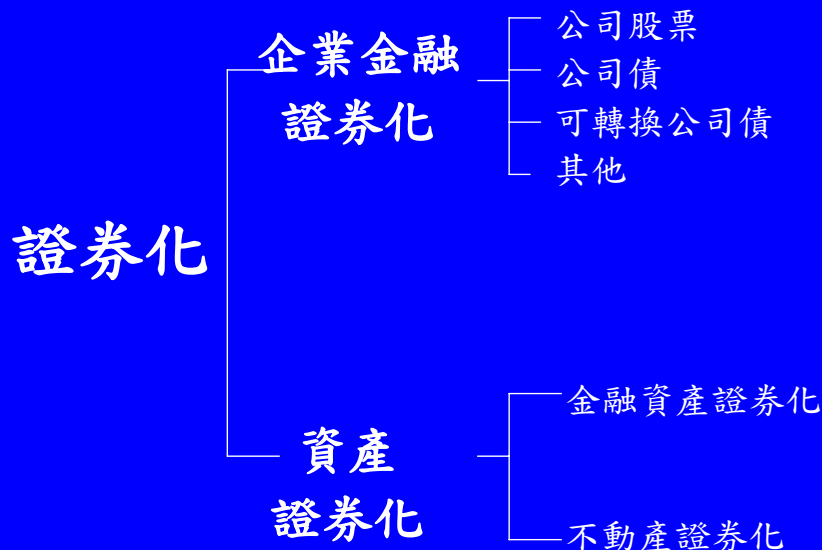 證券化
企業金融
證券化
公司股票
公司債
可轉換公司債
其他
資產
證券化
金融資產證券化
不動產證券化